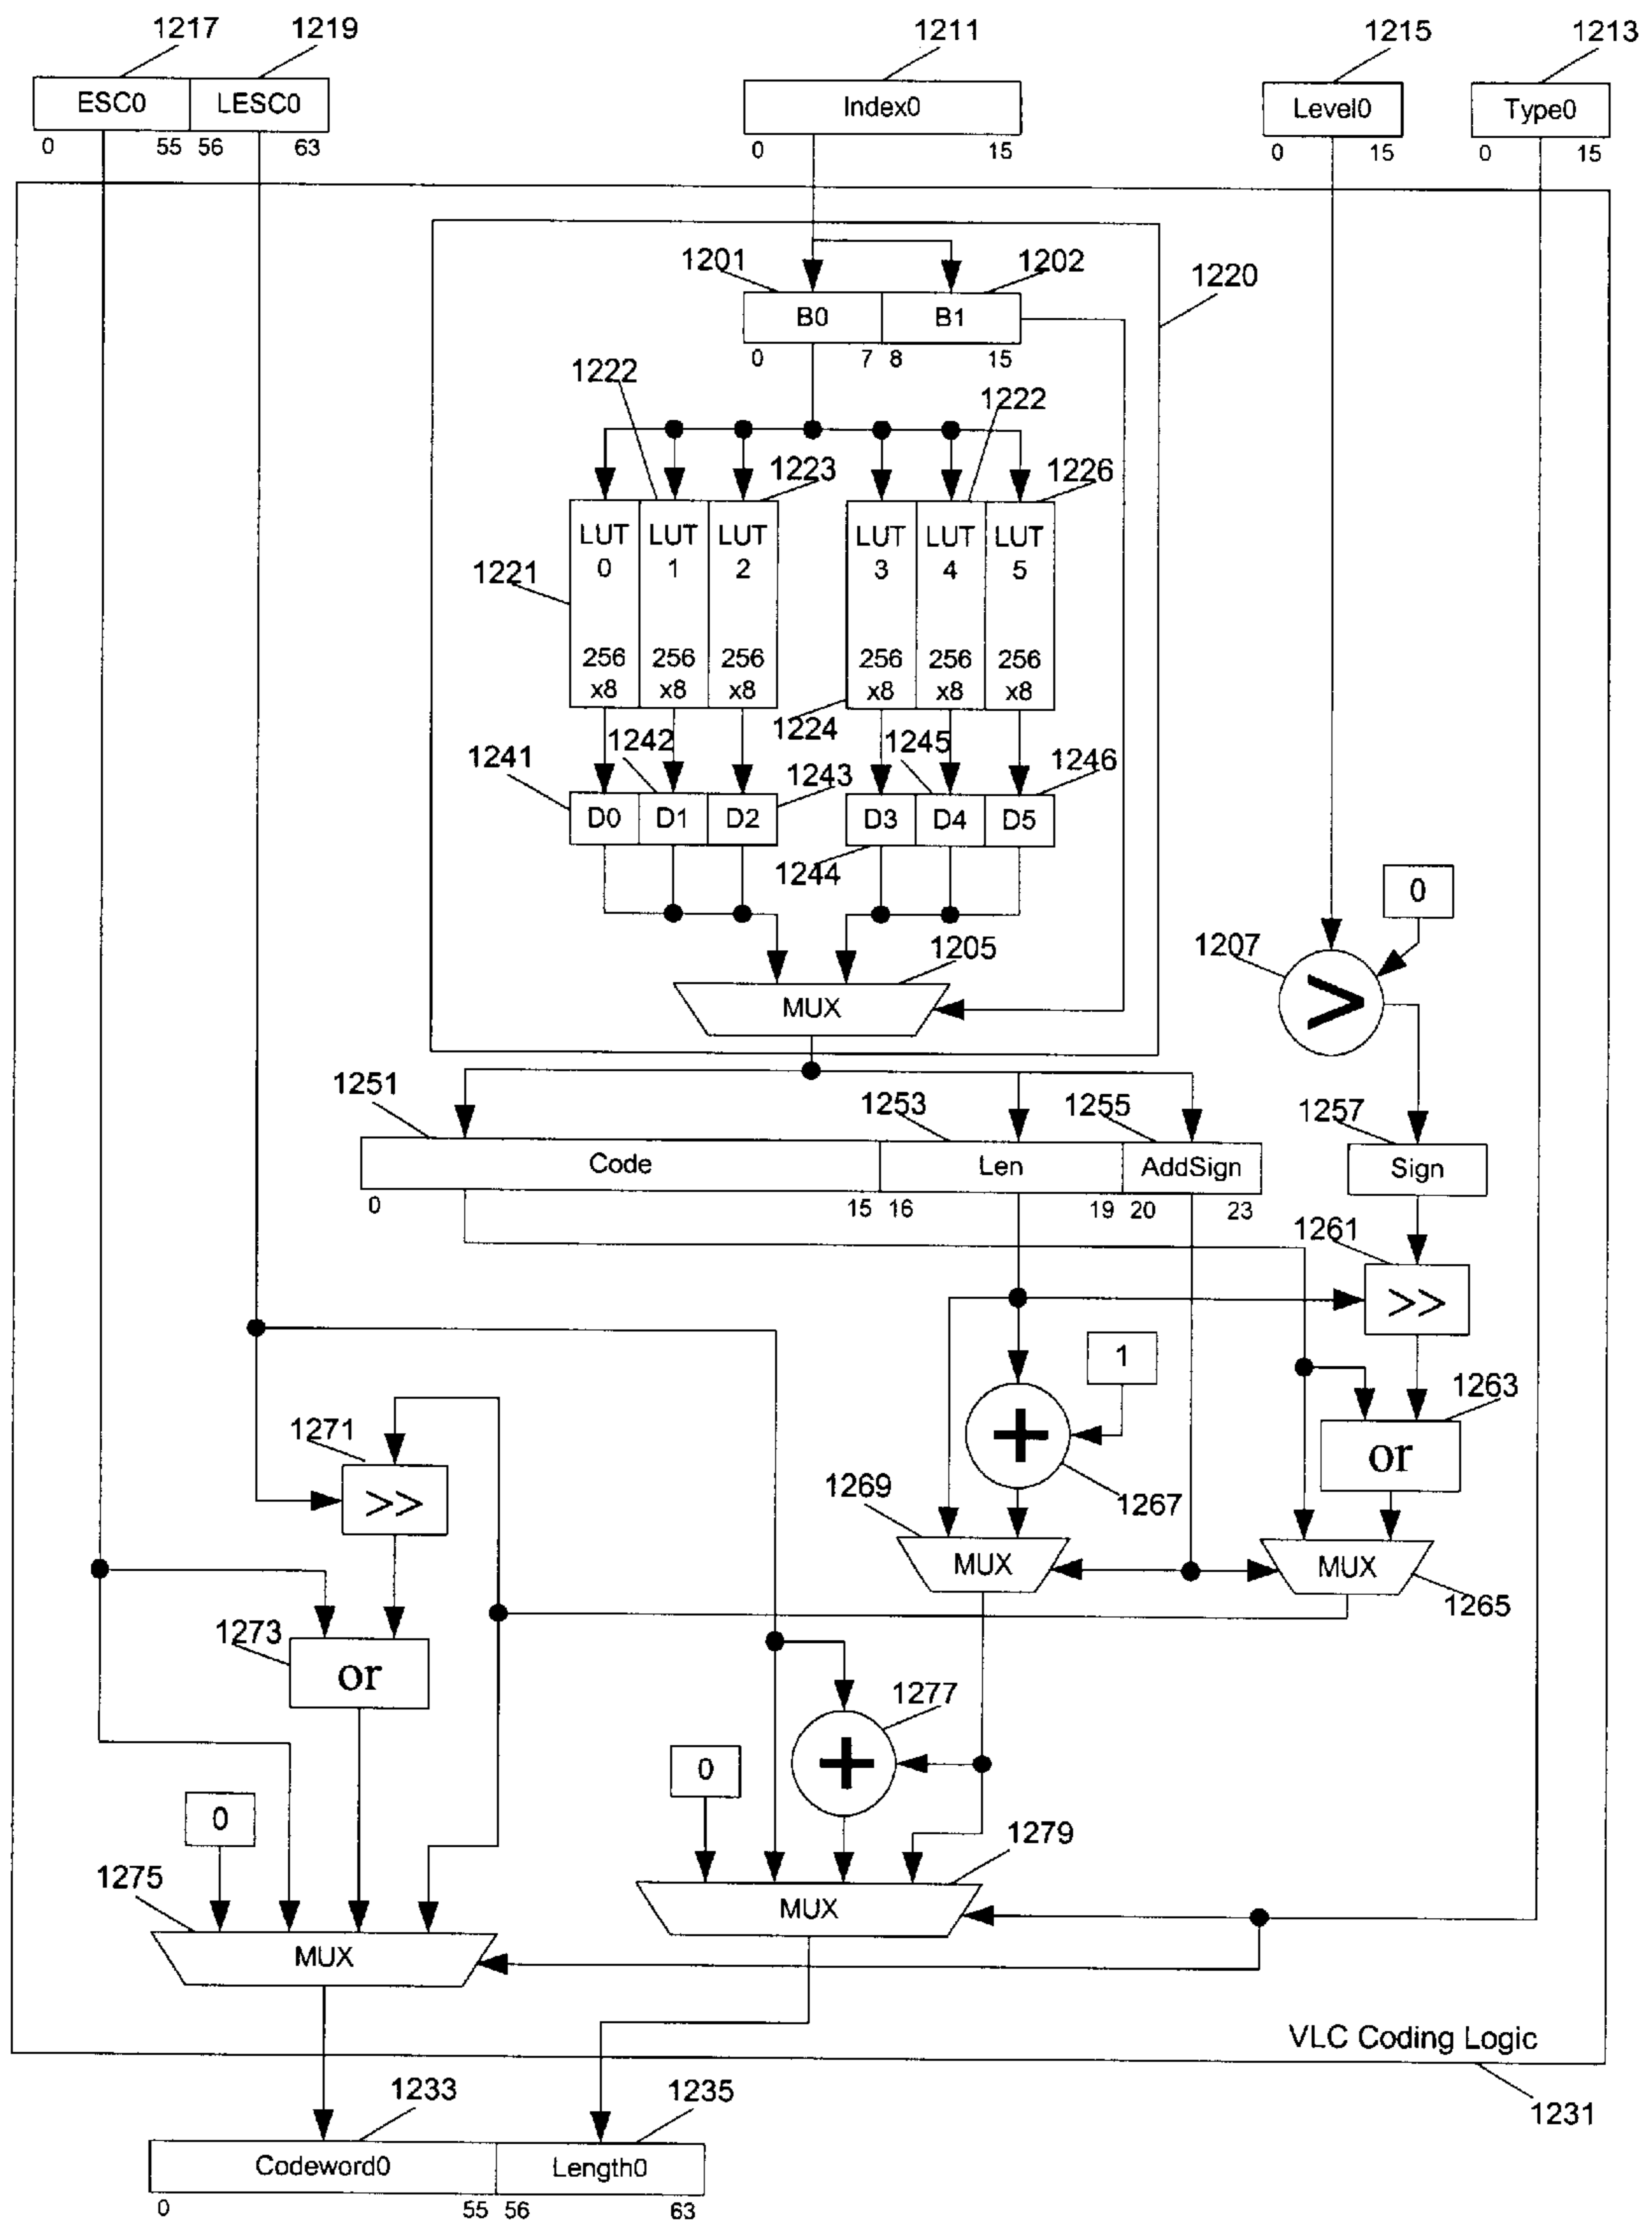 1217 1219 1211 1215 1213
ESC0 LESC0 Index0 Level0 Type0
0 55 56 63 0 15 0 15 0 15
1201 1202 1220
B0 B1
0 7 8 15
1222 1222
1223 1226
LUT LUT LUT LUT LUT LUT
0 1 2 3 4 5
1221
256 256 256 256 256 256
x8 x8 x8 x8 x8 x8
1224
1242 1245
1241 1243 1246
D0 D1 D2 D3 D4 D5
1244 0
1205 1207
MUX >
1251 1253 1255 1257
Code Len AddSign Sign
0 15 16 19 20 23
1261
>>
1 1263
1271 + or
>> 1269 1267
MUX MUX
1265
1273
or
1277
0 +
0
1275 1279
MUX
MUX
VLC Coding Logic
1233 1235 1231
Codeword0 Length0
0 55 56 63